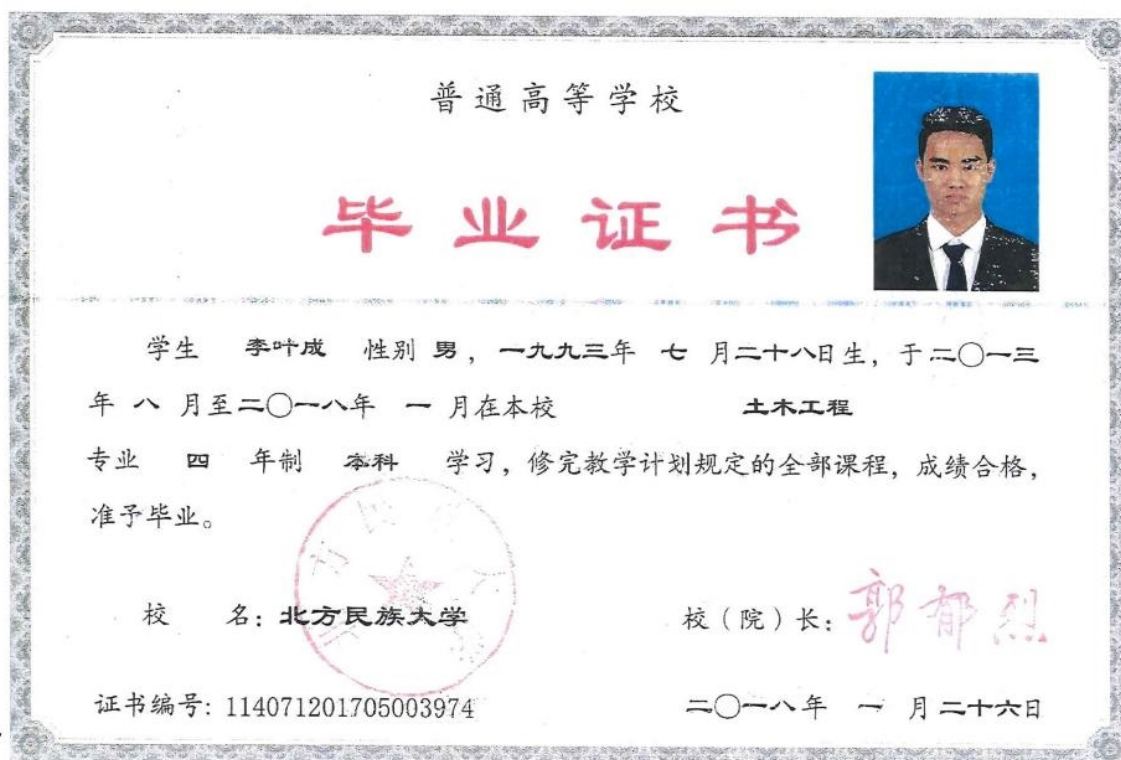 普通高等学校
毕业证书
学生 李叶成 性别 男，一九九三年 七 月二十八日生，于二〇一三
年 八 月至二〇一八年 一 月在本校 土木工程
专业 四 年制 本科 学习，修完教学计划规定的全部课程，成绩合格，
准予毕业。
校 名：北方民族大学
校（院）长：郭郁烈
证书编号：114071201705003974
二〇一八年 一 月二十六日